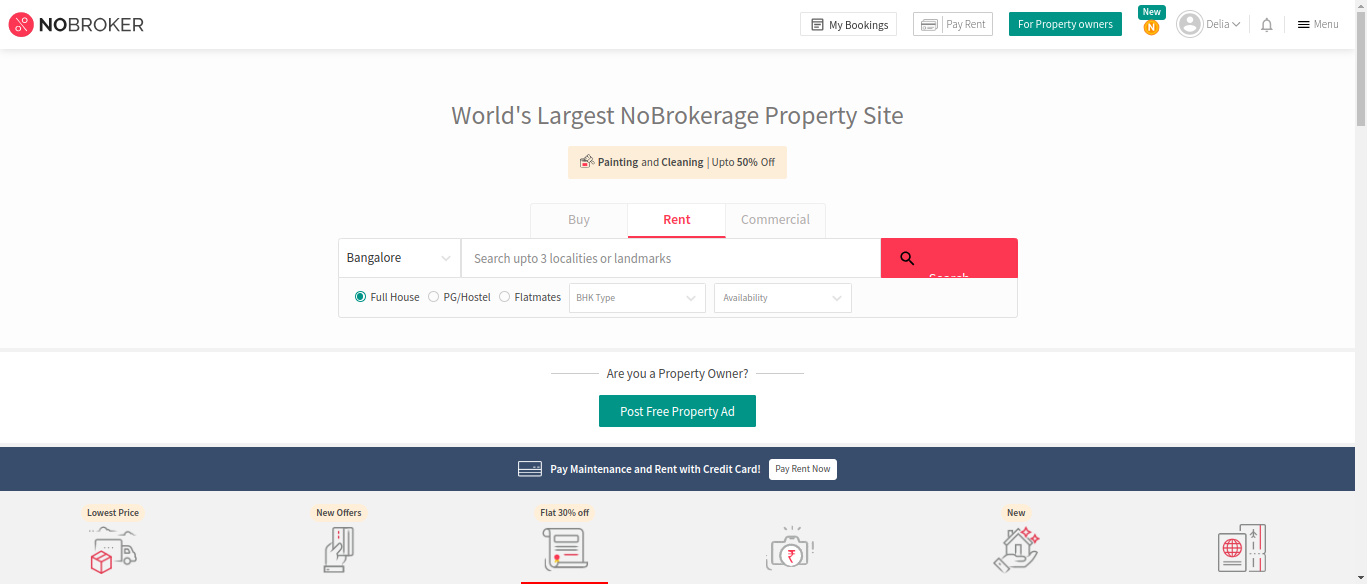 NOBROKER
My Bookings
Pay Rent
For Property owners
New
N
Delia
Menu
World's Largest NoBrokerage Property Site
Painting and Cleaning | Upto 50% Off
Buy
Rent
Commercial
Bangalore
Search upto 3 localities or landmarks
Search
Full House
PG/Hostel
Flatmates
BHK Type
Availability
Are you a Property Owner?
Post Free Property Ad
Pay Maintenance and Rent with Credit Card!
Pay Rent Now
Lowest Price
New Offers
Flat 30% off
New